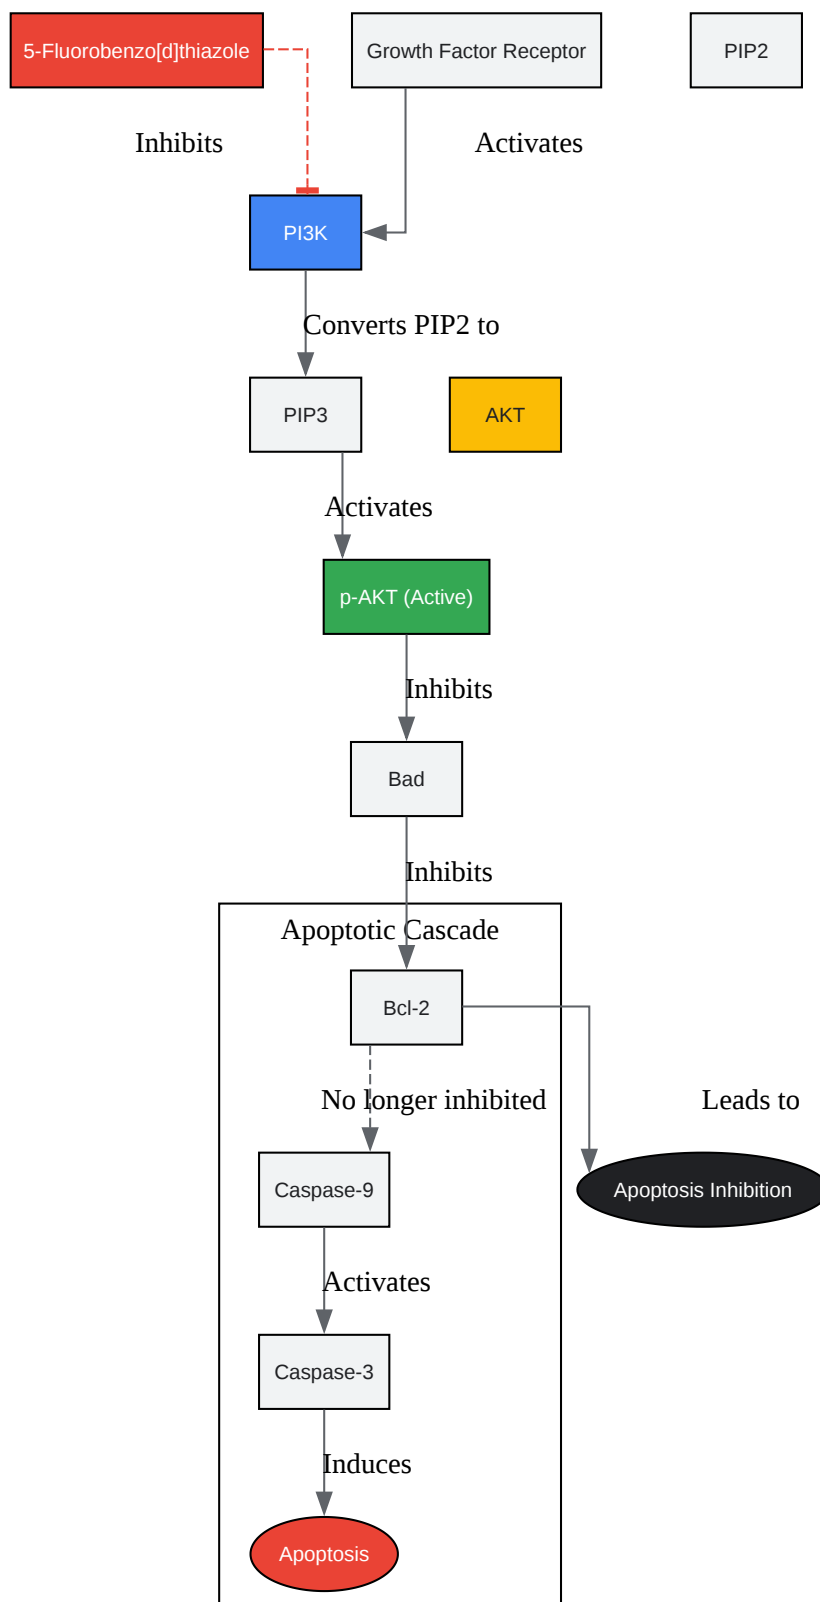 5-Fluorobenzo[d]thiazole
Growth Factor Receptor
PIP2
Inhibits
Activates
PI3K
Converts PIP2 to
PIP3
AKT
Activates
p-AKT (Active)
Inhibits
Bad
Inhibits
Apoptotic Cascade
Bcl-2
No longer inhibited
Leads to
Caspase-9
Apoptosis Inhibition
Activates
Caspase-3
Induces
Apoptosis